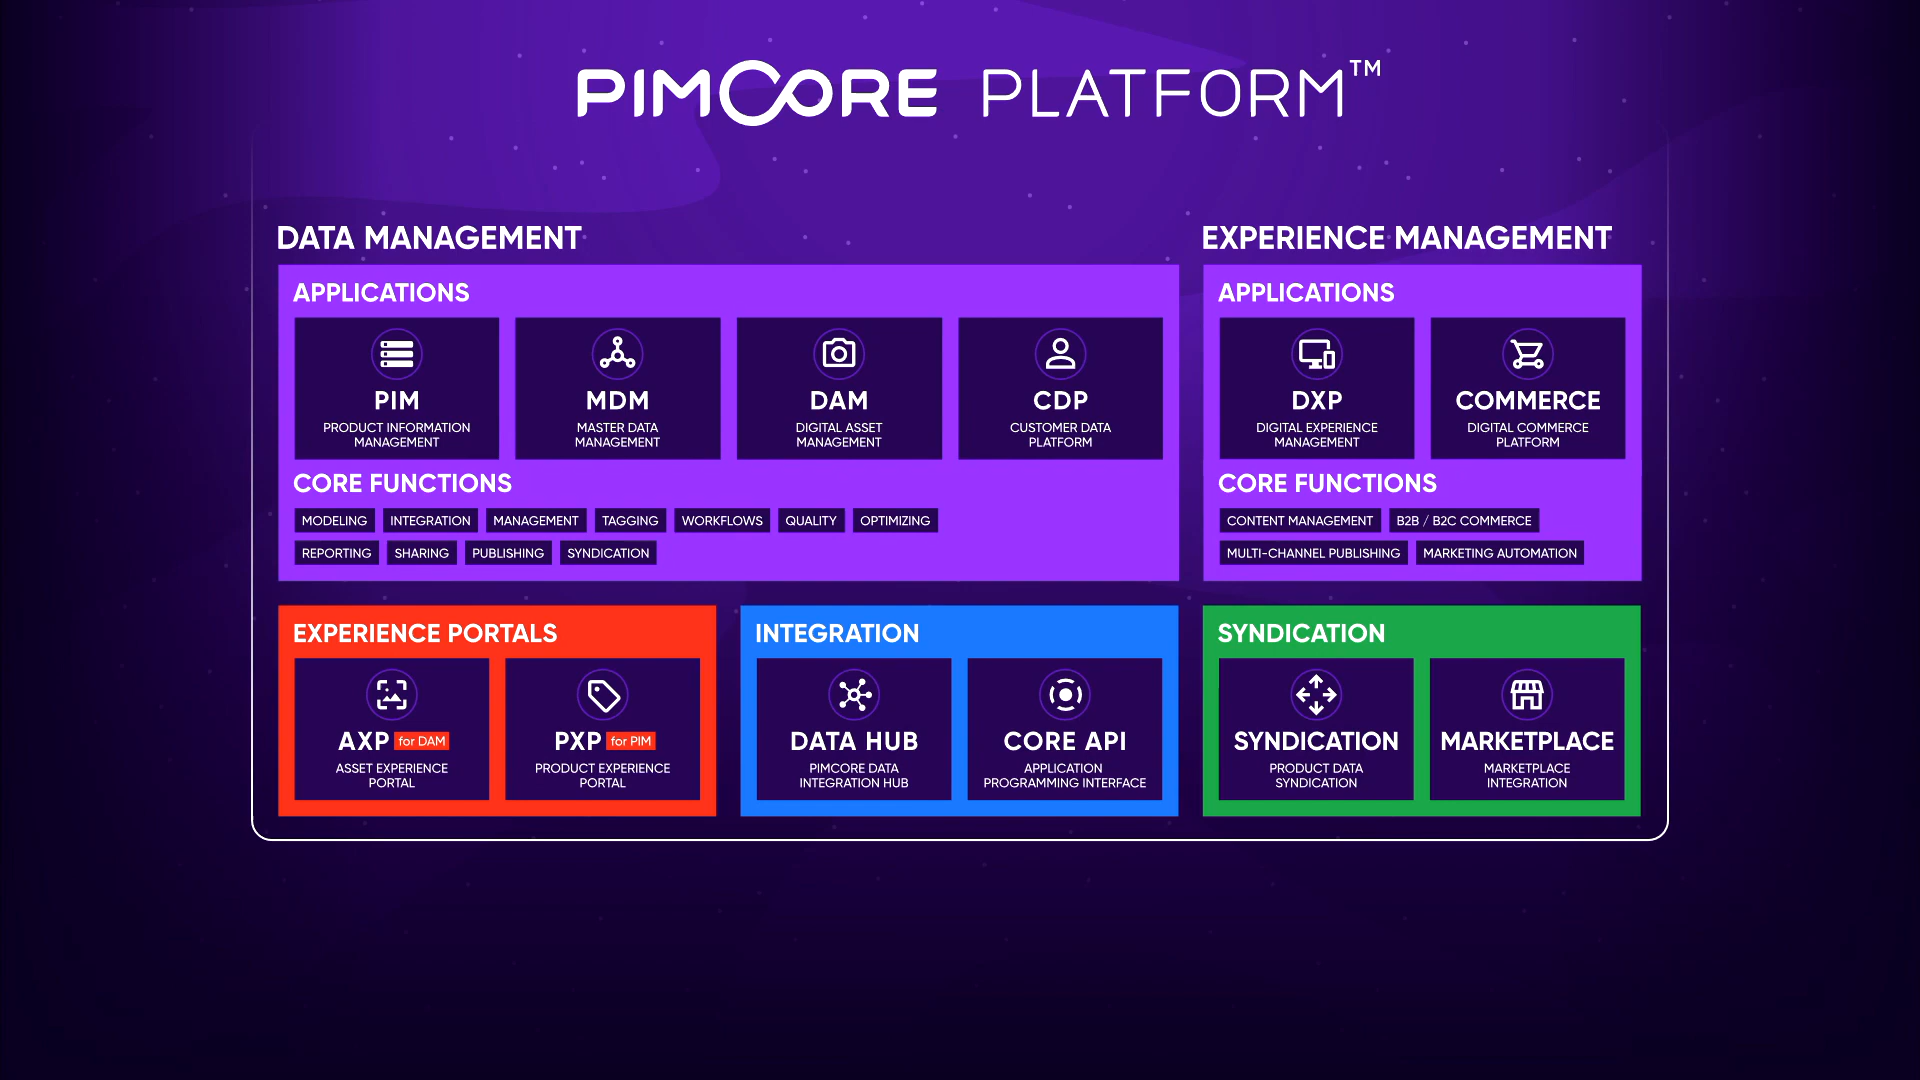 PIMCORE PLATFORM™
DATA MANAGEMENT
APPLICATIONS
PIM
PRODUCT INFORMATION
MANAGEMENT
MDM
MASTER DATA
MANAGEMENT
DAM
DIGITAL ASSET
MANAGEMENT
CDP
CUSTOMER DATA
PLATFORM
CORE FUNCTIONS
MODELING INTEGRATION MANAGEMENT TAGGING WORKFLOWS QUALITY OPTIMIZING
REPORTING SHARING PUBLISHING SYNDICATION
EXPERIENCE MANAGEMENT
APPLICATIONS
DXP
DIGITAL EXPERIENCE
MANAGEMENT
COMMERCE
DIGITAL COMMERCE
PLATFORM
CORE FUNCTIONS
CONTENT MANAGEMENT B2B / B2C COMMERCE
MULTI-CHANNEL PUBLISHING MARKETING AUTOMATION
EXPERIENCE PORTALS
AXP for DAM
ASSET EXPERIENCE
PORTAL
PXP for PIM
PRODUCT EXPERIENCE
PORTAL
INTEGRATION
DATA HUB
PIMCORE DATA
INTEGRATION HUB
CORE API
APPLICATION
PROGRAMMING INTERFACE
SYNDICATION
SYNDICATION
PRODUCT DATA
SYNDICATION
MARKETPLACE
MARKETPLACE
INTEGRATION